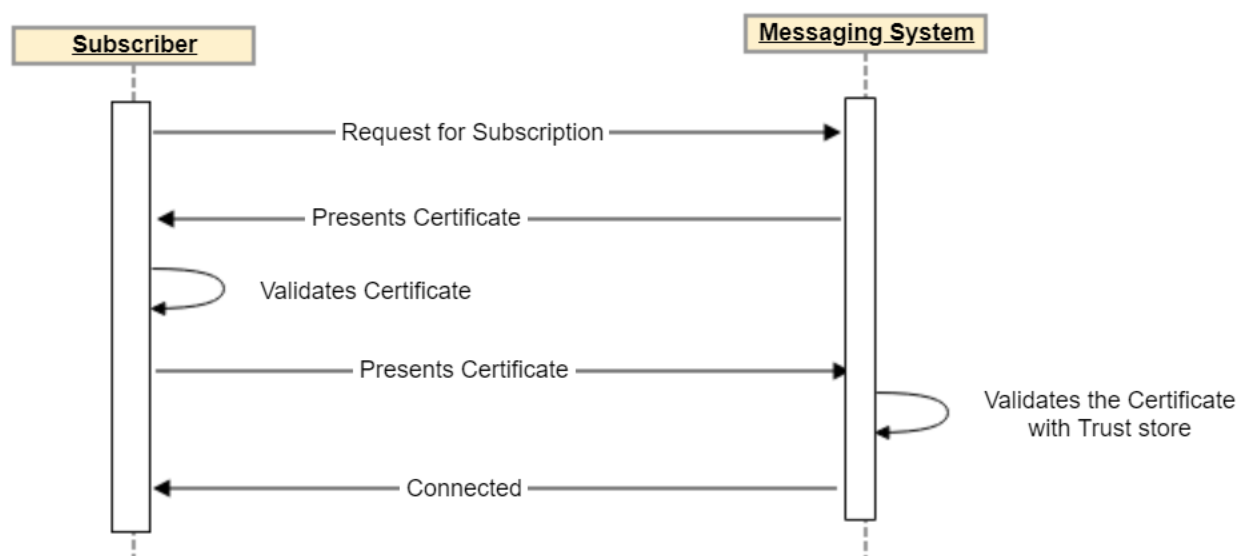 Subscriber
Messaging System
Request for Subscription
Presents Certificate
Validates Certificate
Presents Certificate
Validates the Certificate
with Trust store
Connected